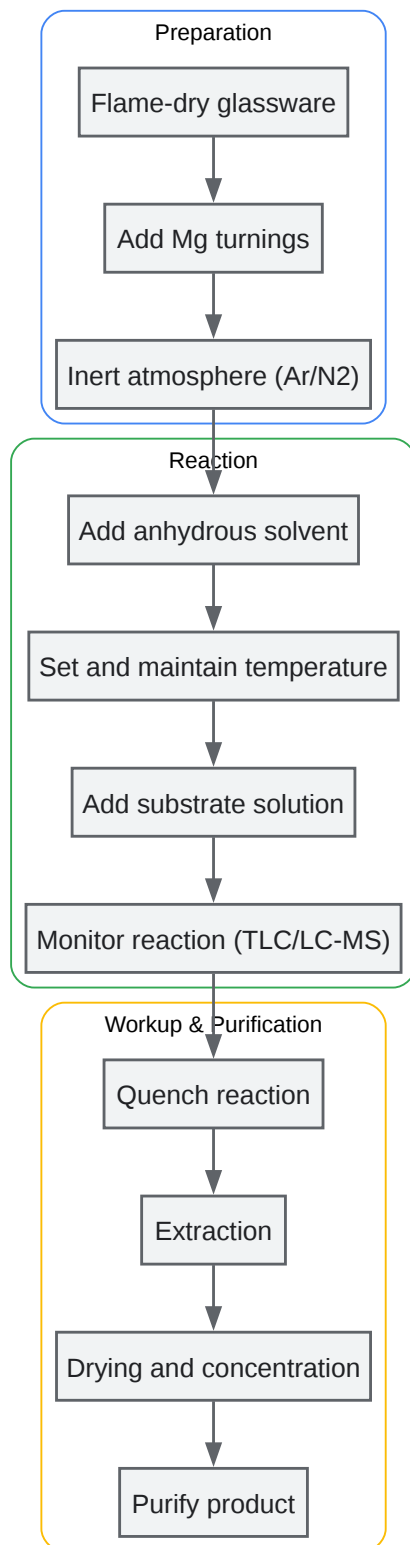 Preparation
Flame-dry glassware
Add Mg turnings
Inert atmosphere (Ar/N2)
Reaction
Add anhydrous solvent
Set and maintain temperature
Add substrate solution
Monitor reaction (TLC/LC-MS)
Workup & Purification
Quench reaction
Extraction
Drying and concentration
Purify product